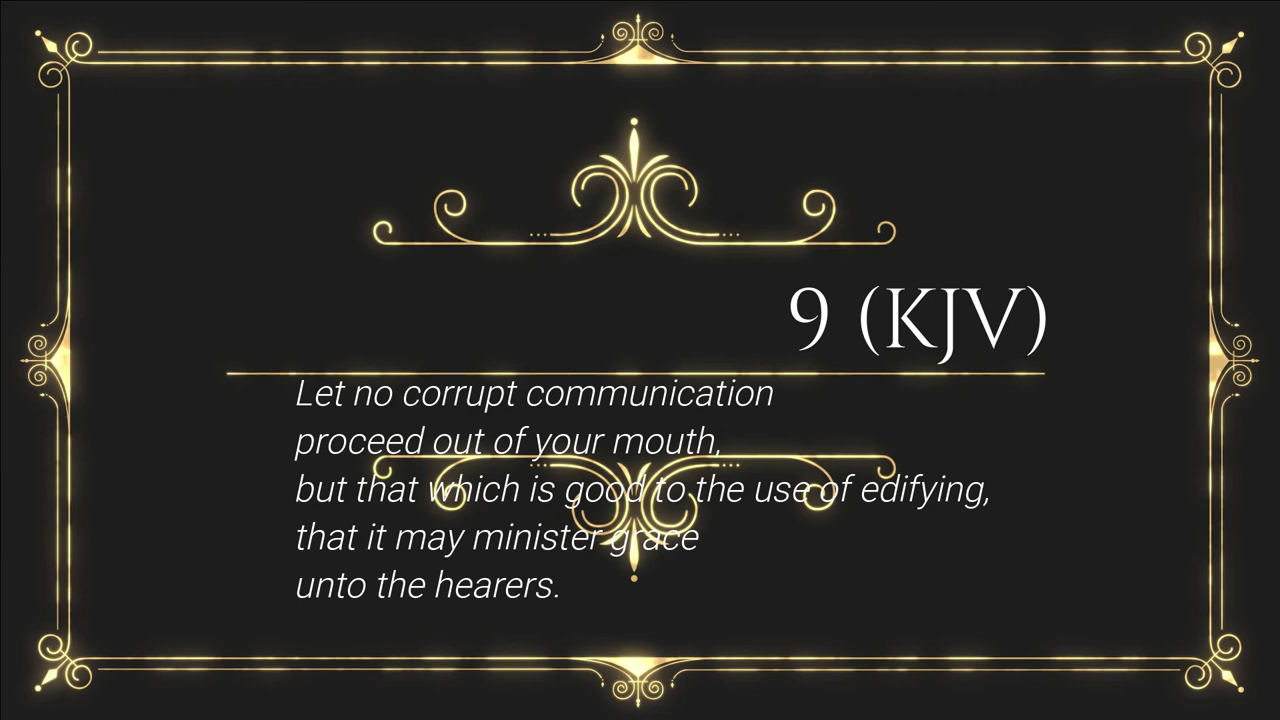 9 (KJV)
Let no corrupt communication
proceed out of your mouth,
but that which is good to the use of edifying,
that it may minister grace
unto the hearers.